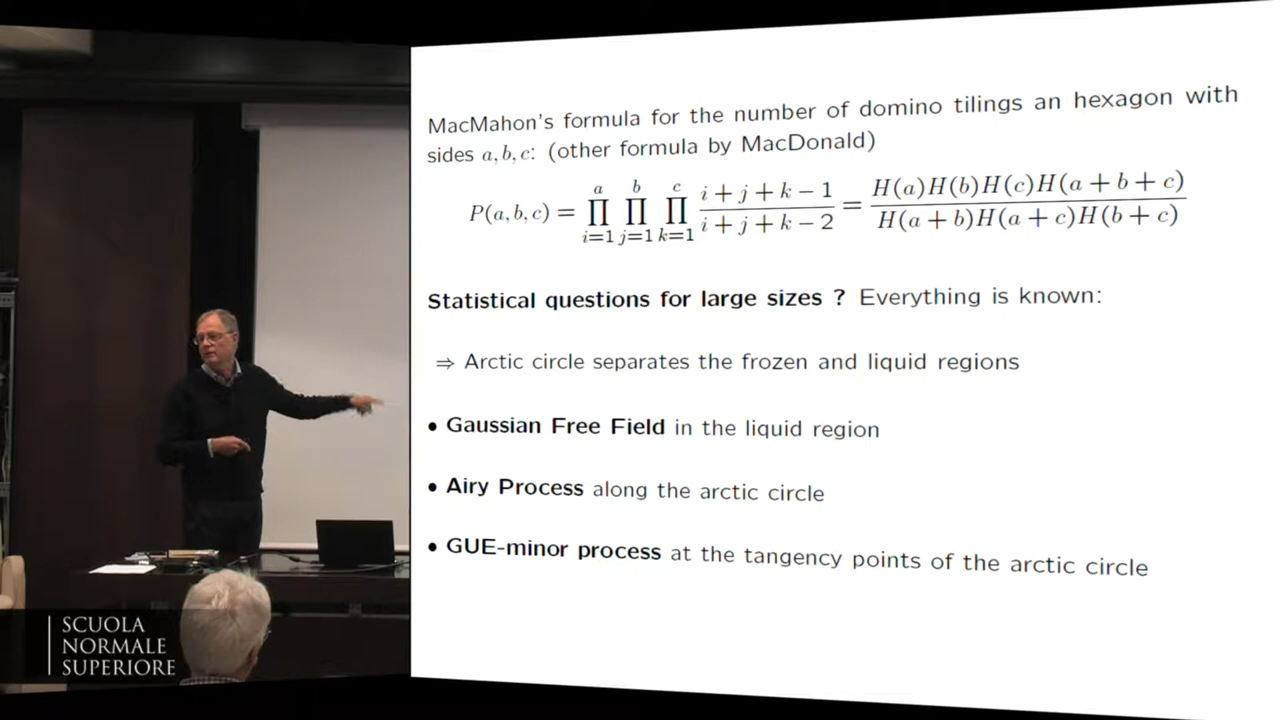 MacMahon's formula for the number of domino tilings an hexagon with
sides a, b, c: (other formula by MacDonald)
P(a, b, c) = ∏_{i=1}^{a} ∏_{j=1}^{b} ∏_{k=1}^{c} (i + j + k − 1)/(i + j + k − 2) = H(a)H(b)H(c)H(a + b + c)/H(a + b)H(a + c)H(b + c)
Statistical questions for large sizes ? Everything is known:
⇒ Arctic circle separates the frozen and liquid regions
• Gaussian Free Field in the liquid region
• Airy Process along the arctic circle
• GUE-minor process at the tangency points of the arctic circle
SCUOLA
NORMALE
SUPERIORE